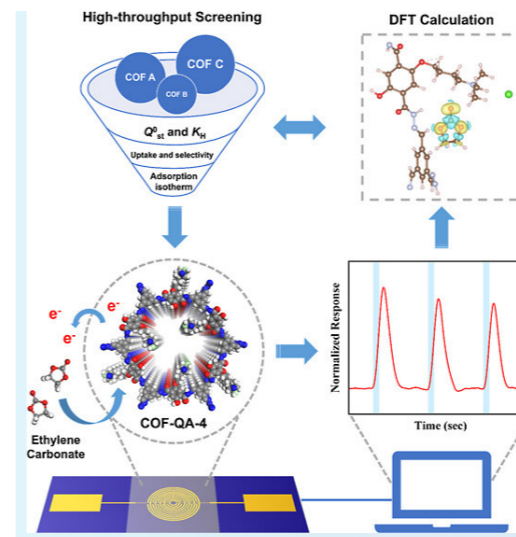 High-throughput Screening
DFT Calculation
COF A
COF C
COF B
Q⁰st and KH
Uptake and selectivity
Adsorption
isotherm
e⁻
e⁻
e⁻
Ethylene
Carbonate
COF-QA-4
Normalized Response
Time (sec)